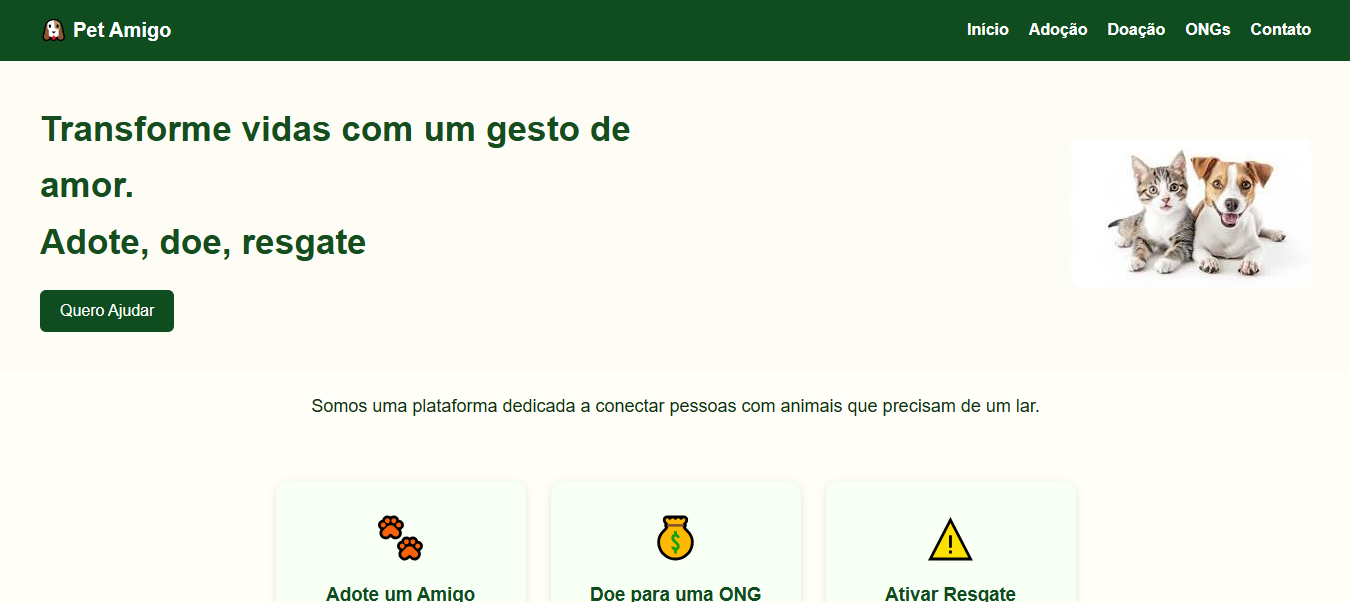 Pet Amigo
Início Adoção Doação ONGs Contato
Transforme vidas com um gesto de
amor.
Adote, doe, resgate
Quero Ajudar
Somos uma plataforma dedicada a conectar pessoas com animais que precisam de um lar.
Adote um Amigo
Doe para uma ONG
Ativar Resgate